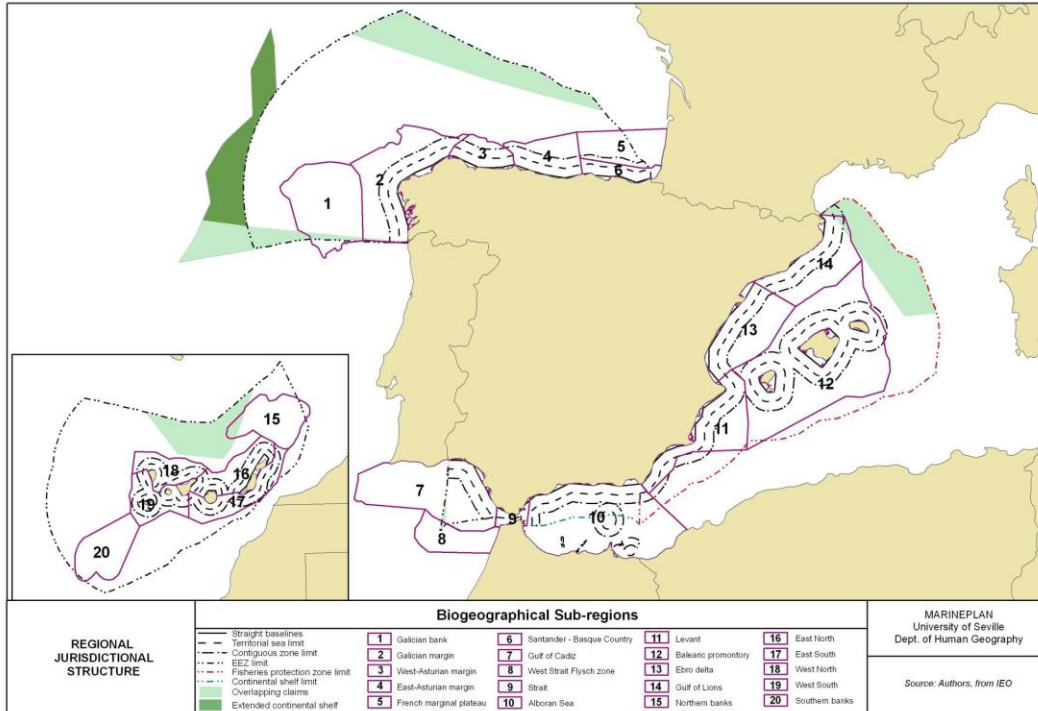 1
2
3
4
5
6
7
8
9
10
11
12
13
14
15
16
17
18
19
20
REGIONAL
JURISDICTIONAL
STRUCTURE
Biogeographical Sub-regions
Straight baselines
Territorial sea limit
Contiguous zone limit
EEZ limit
Fisheries protection zone limit
Continental shelf limit
Overlapping claims
Extended continental shelf
1 Galician bank
2 Galician margin
3 West-Asturian margin
4 East-Asturian margin
5 French marginal plateau
6 Santander - Basque Country
7 Gulf of Cadiz
8 West Strait Flysch zone
9 Strait
10 Alboran Sea
11 Levant
12 Balearic promontory
13 Ebro delta
14 Gulf of Lions
15 Northern banks
16 East North
17 East South
18 West North
19 West South
20 Southern banks
MARINEPLAN
University of Seville
Dept. of Human Geography
Source: Authors, from IEO